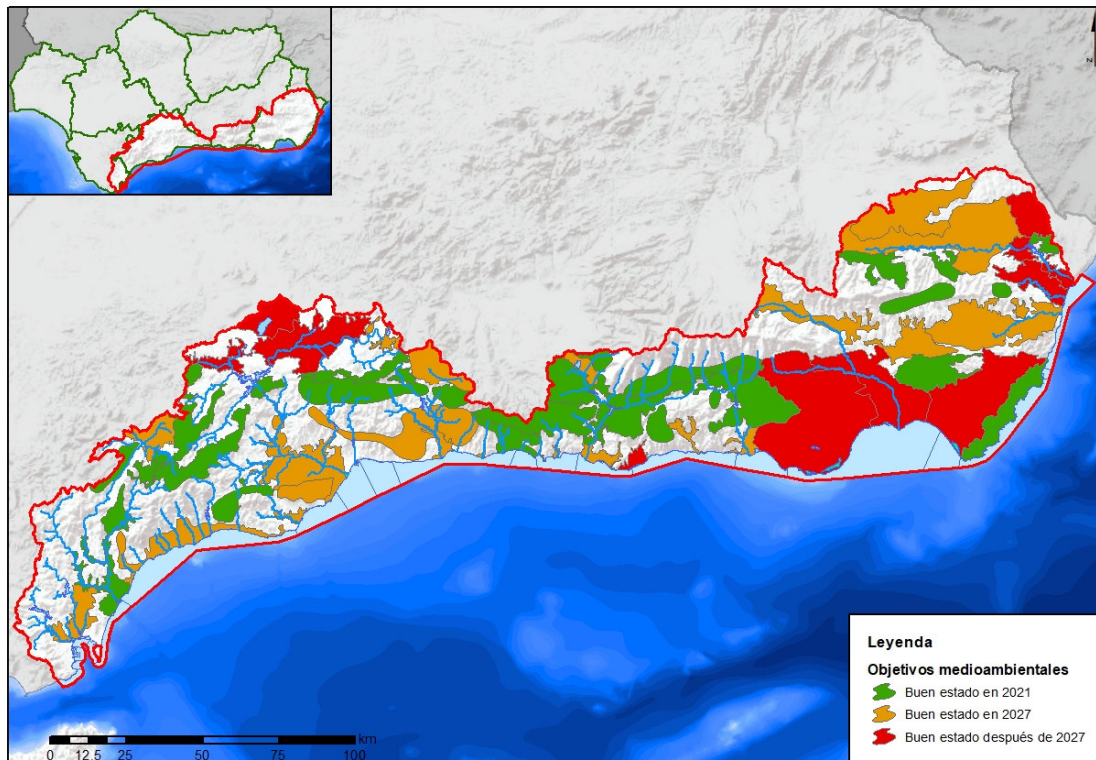 N
Leyenda
Objetivos medioambientales
Buen estado en 2021
Buen estado en 2027
Buen estado después de 2027
km
0 12.5 25 50 75 100